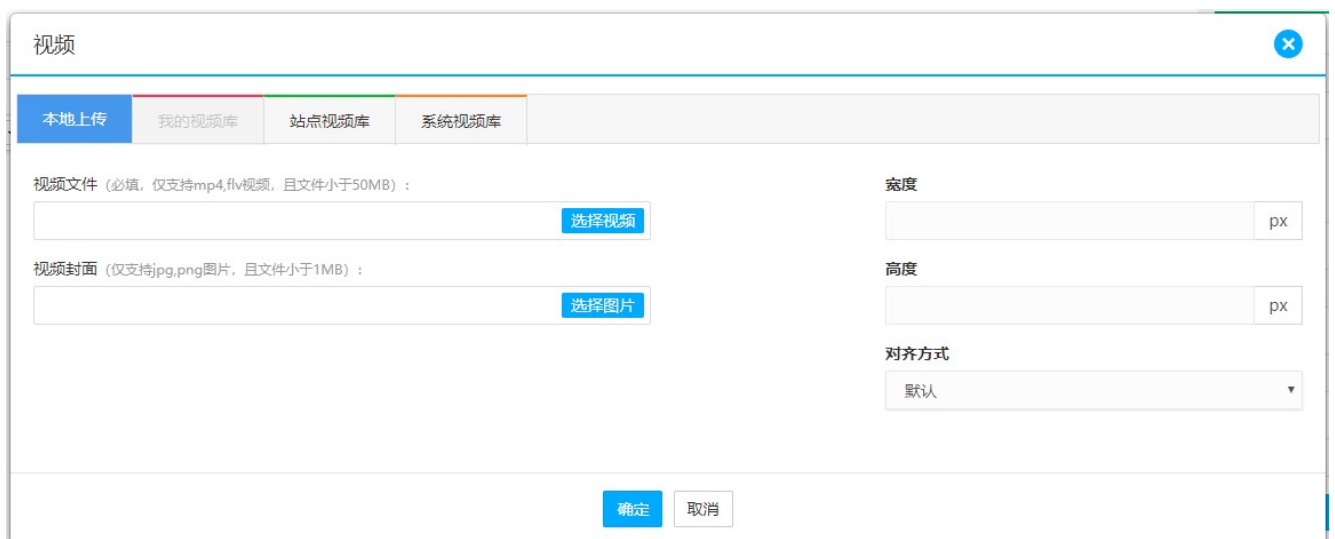 视频
本地上传 我的视频库 站点视频库 系统视频库
视频文件（必填，仅支持mp4,flv视频，且文件小于50MB）:
选择视频
视频封面（仅支持jpg,png图片，且文件小于1MB）:
选择图片
宽度
px
高度
px
对齐方式
默认
确定 取消